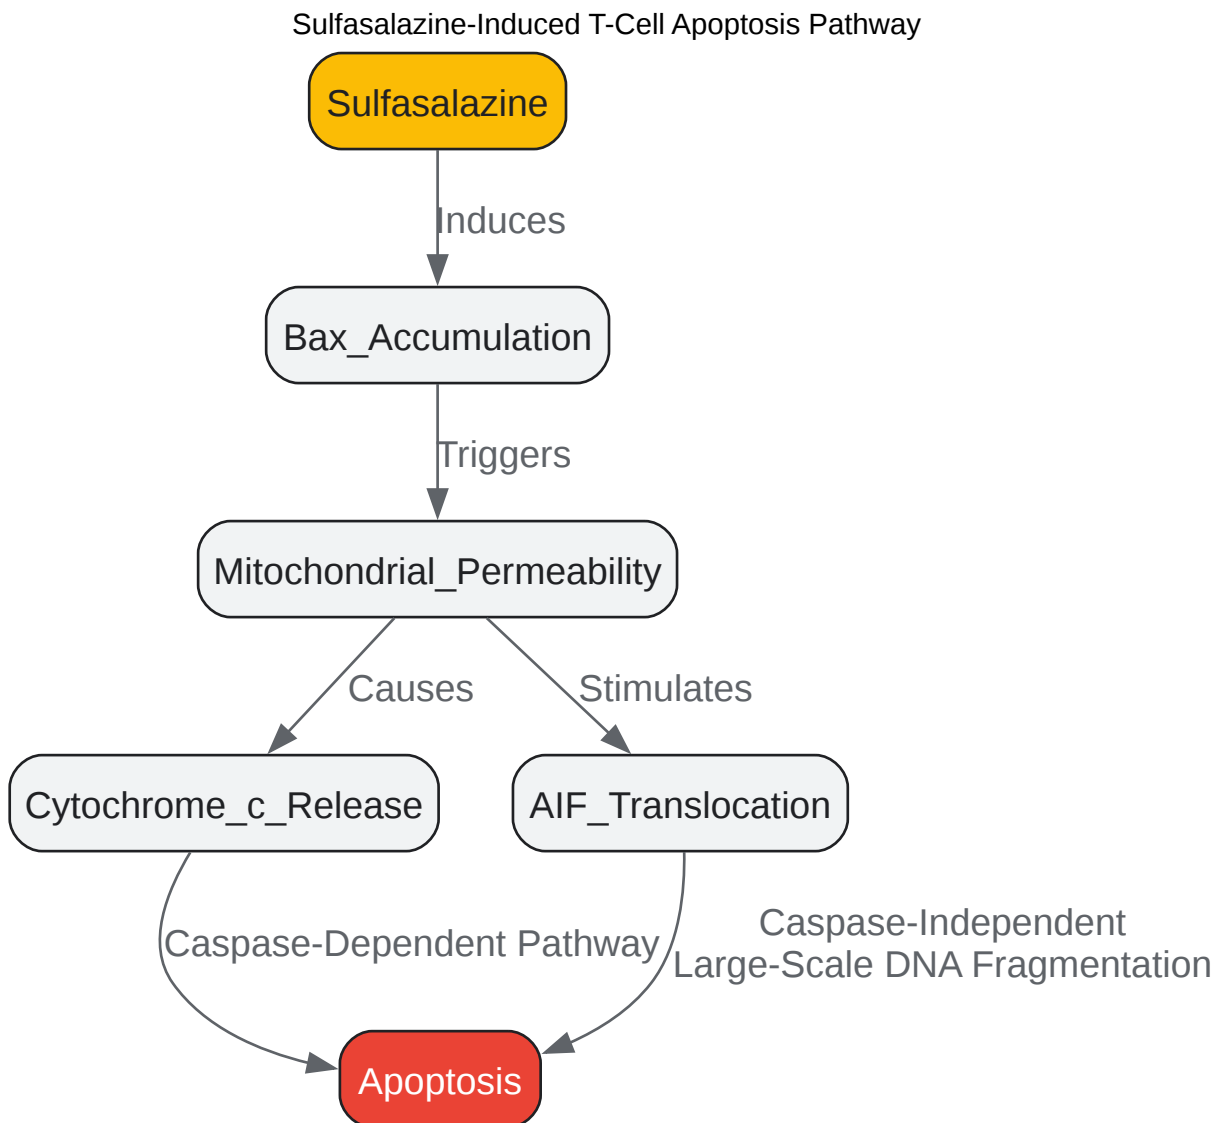 Sulfasalazine-Induced T-Cell Apoptosis Pathway
Sulfasalazine
Induces
Bax_Accumulation
Triggers
Mitochondrial_Permeability
Causes
Stimulates
Cytochrome_c_Release
AIF_Translocation
Caspase-Dependent Pathway
Caspase-Independent
Large-Scale DNA Fragmentation
Apoptosis